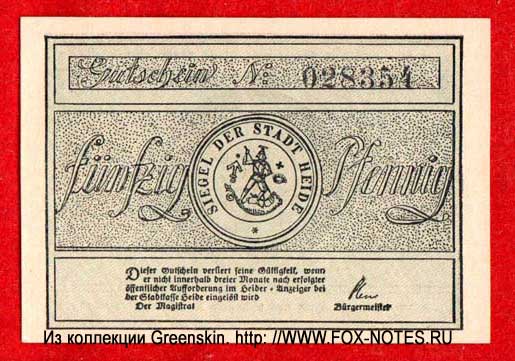 Gutschein No: 028354
fünfzig Pfennig
SIEGEL DER STADT HEIDE
Dieser Gutschein verliert seine Gültigkeit, wenn
er nicht innerhalb dreier Monate nach erfolgter
öffentlicher Aufforderung im Heider Anzeiger bei
der Stadtkasse Heide eingelöst wird
Der Magistrat
Bürgermeister
Из коллекции Greenskin. http: //WWW.FOX-NOTES.RU